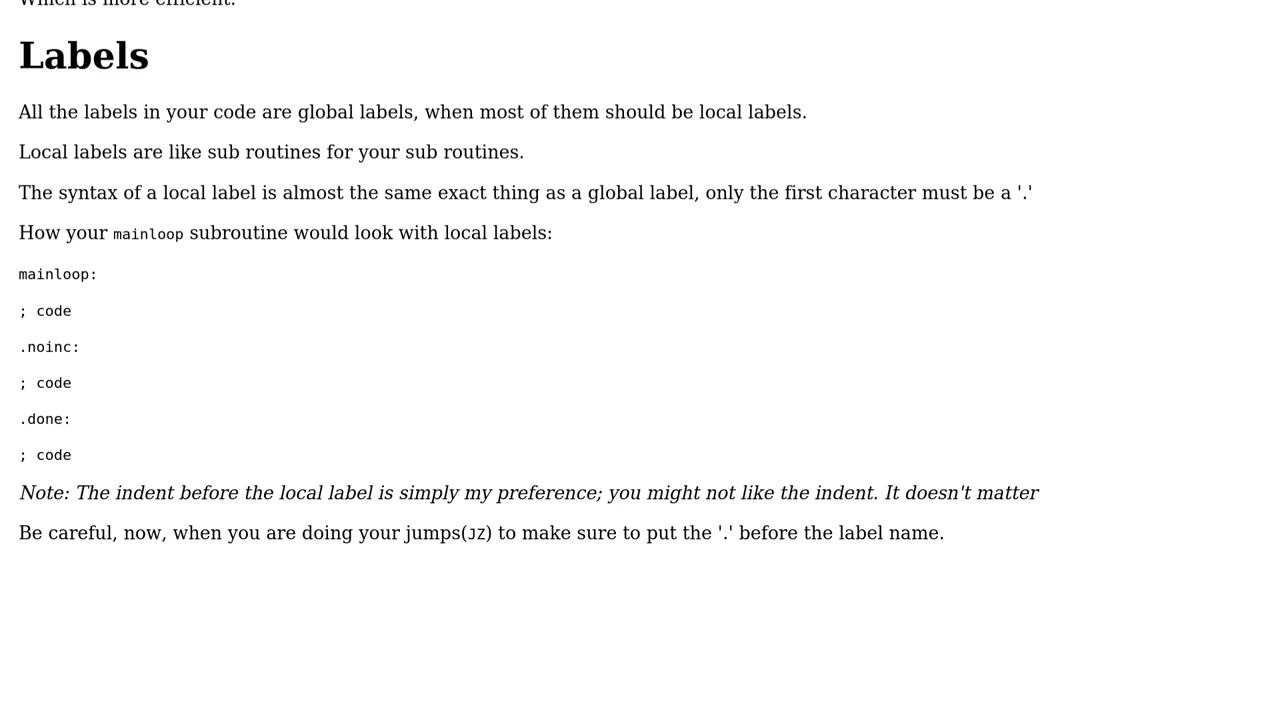 Which is more efficient.
Labels
All the labels in your code are global labels, when most of them should be local labels.
Local labels are like sub routines for your sub routines.
The syntax of a local label is almost the same exact thing as a global label, only the first character must be a '.'
How your mainloop subroutine would look with local labels:
mainloop:
; code
.noinc:
; code
.done:
; code
Note: The indent before the local label is simply my preference; you might not like the indent. It doesn't matter
Be careful, now, when you are doing your jumps(JZ) to make sure to put the '.' before the label name.